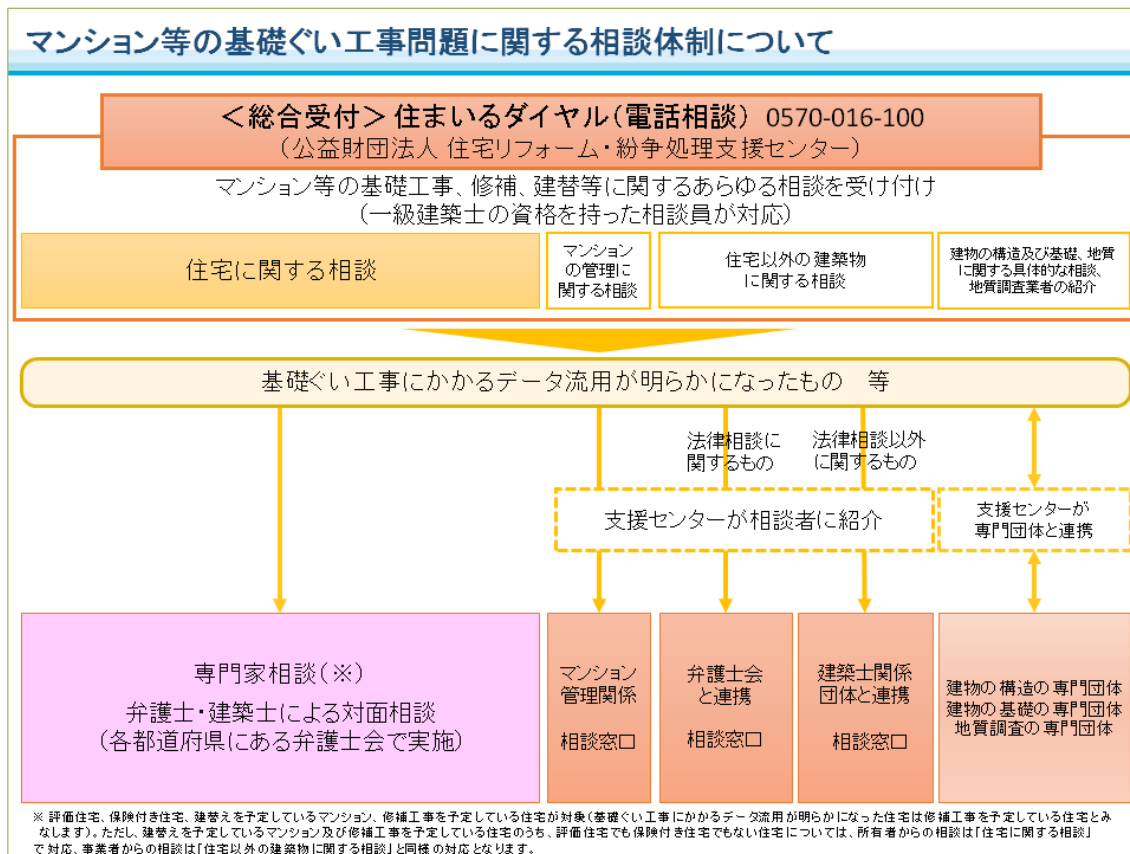 マンション等の基礎ぐい工事問題に関する相談体制について
＜総合受付＞住まいるダイヤル（電話相談） 0570-016-100
（公益財団法人 住宅リフォーム・紛争処理支援センター）
マンション等の基礎工事、修補、建替等に関するあらゆる相談を受け付け
（一級建築士の資格を持った相談員が対応）
住宅に関する相談
マンション
の管理に
関する相談
住宅以外の建築物
に関する相談
建物の構造及び基礎、地質
に関する具体的な相談、
地質調査業者の紹介
基礎ぐい工事にかかるデータ流用が明らかになったもの　等
法律相談に
関するもの
法律相談以外
に関するもの
支援センターが相談者に紹介
支援センターが
専門団体と連携
専門家相談（※）
弁護士・建築士による対面相談
（各都道府県にある弁護士会で実施）
マンション
管理関係
相談窓口
弁護士会
と連携
相談窓口
建築士関係
団体と連携
相談窓口
建物の構造の専門団体
建物の基礎の専門団体
地質調査の専門団体
※ 評価住宅、保険付き住宅、建替えを予定しているマンション、修補工事を予定している住宅が対象（基礎ぐい工事にかかるデータ流用が明らかになった住宅は修補工事を予定している住宅とみ
なします）。ただし、建替えを予定しているマンション及び修補工事を予定している住宅のうち、評価住宅でも保険付き住宅でもない住宅については、所有者からの相談は「住宅に関する相談」
で対応、事業者からの相談は「住宅以外の建築物に関する相談」と同様の対応となります。